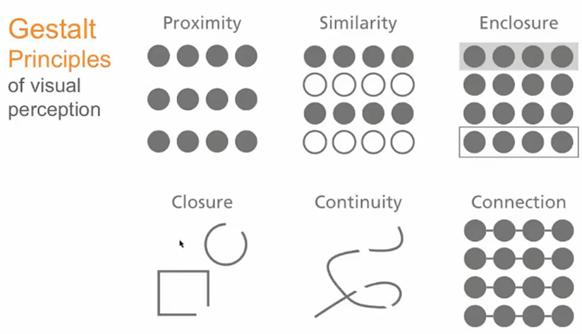 Gestalt
Principles
of visual
perception
Proximity
Similarity
Enclosure
Closure
Continuity
Connection